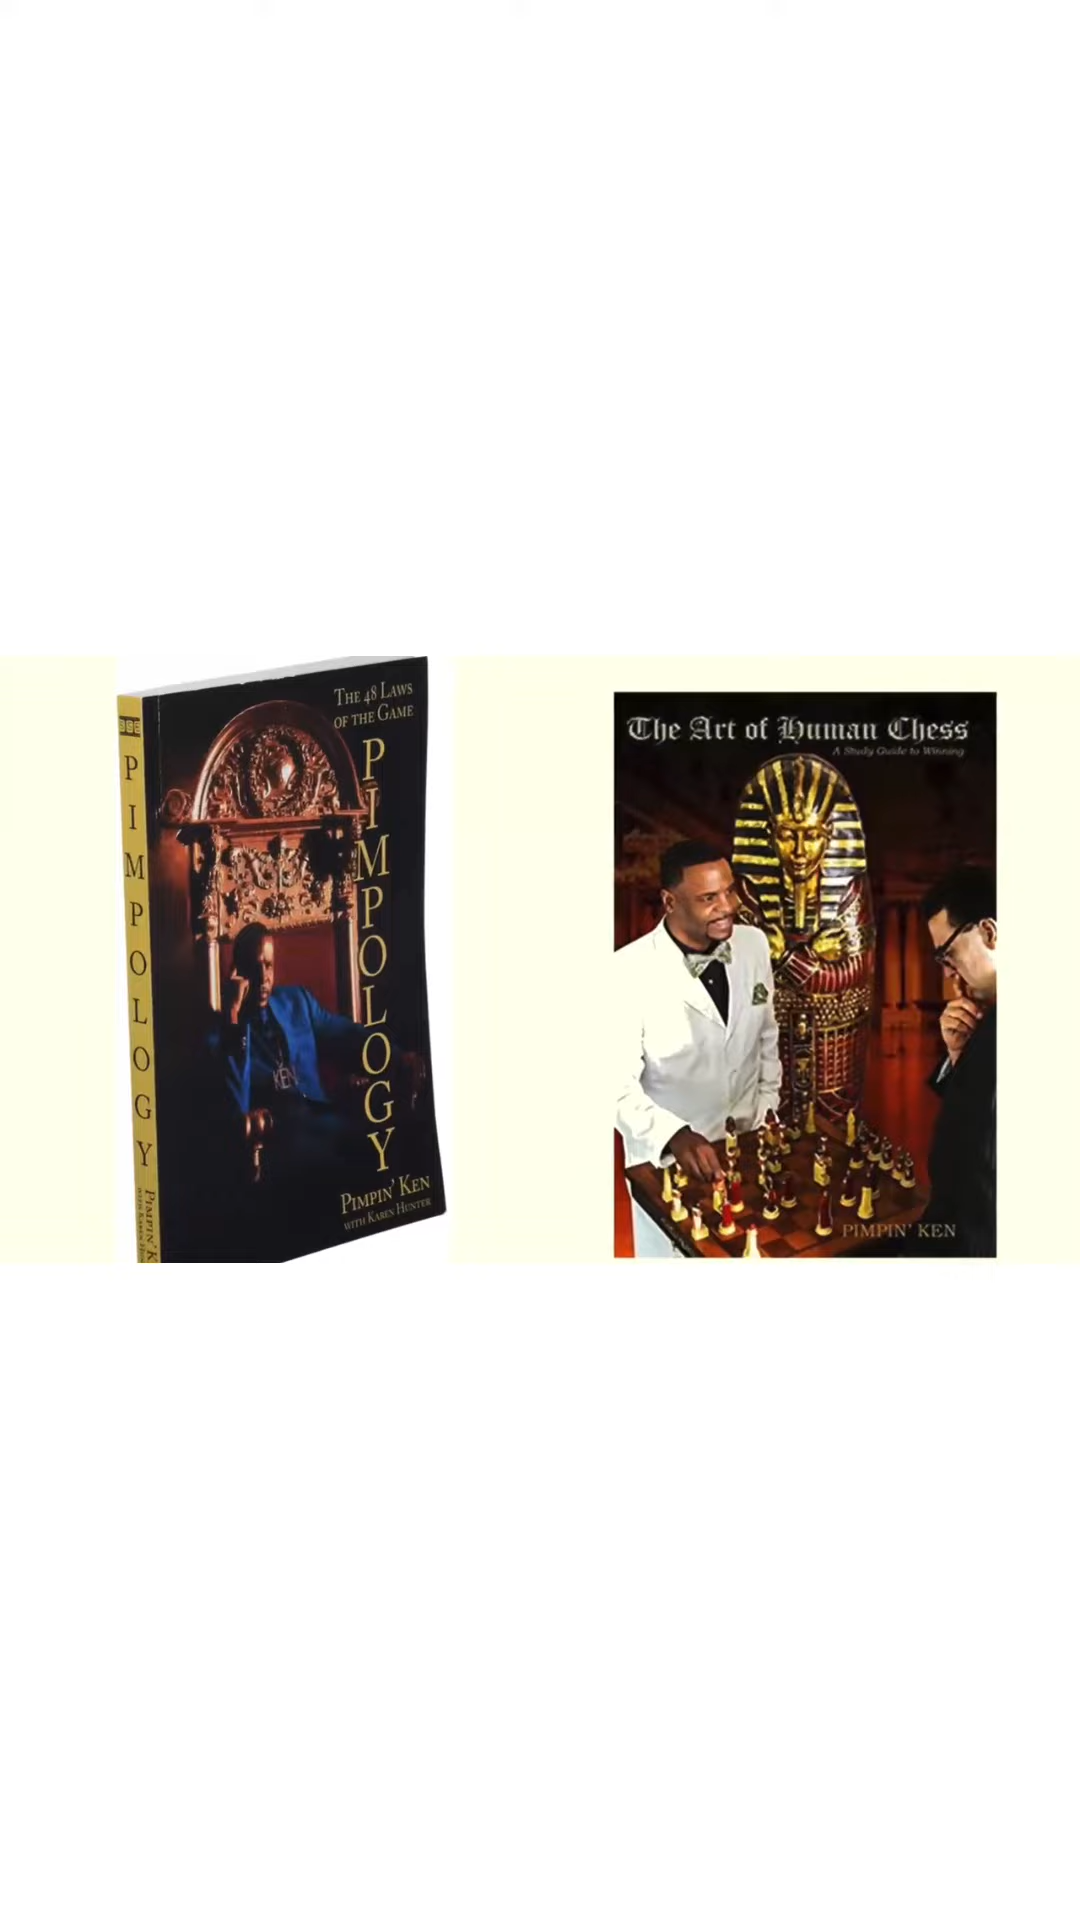 THE 48 LAWS
OF THE GAME
PIMPOLOGY
PIMPIN' KEN
WITH KAREN HUNTER
PIMPOLOGY
PIMPIN' K
The Art of Human Chess
A Study Guide to Winning
PIMPIN' KEN